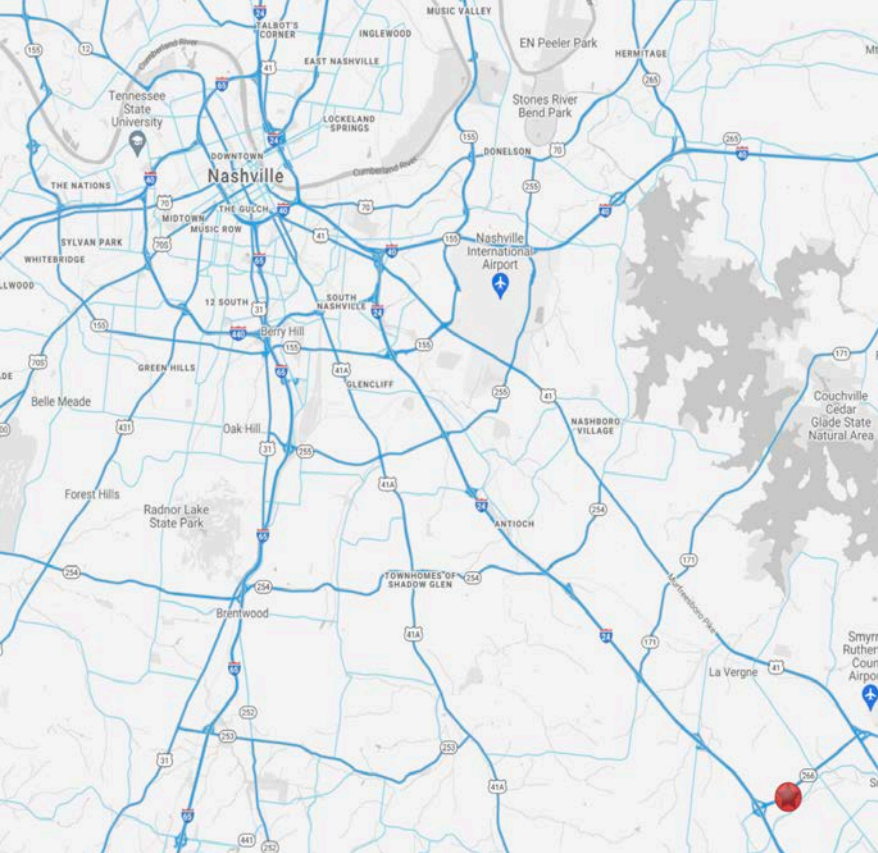 MUSIC VALLEY
24
TALBOT'S
CORNER
INGLEWOOD
EN Peeler Park
HERMITAGE
155
12
Cumberland River
41
EAST NASHVILLE
65
265
Tennessee
State
University
Stones River
Bend Park
LOCKELAND
SPRINGS
24
155
265
DOWNTOWN
Nashville
Cumberland River
DONELSON
70
40
THE NATIONS
40
255
70
THE GULCH
40
70
40
MIDTOWN
MUSIC ROW
41
155
Nashville
International
Airport
SYLVAN PARK
70S
40
WHITEBRIDGE
65
12 SOUTH
31
SOUTH
NASHVILLE
24
155
440
Berry Hill
155
155
70S
GREEN HILLS
65
41A
GLENCLIFF
171
Belle Meade
255
41
Couchville
Cedar
Glade State
Natural Area
431
Oak Hill
NASHBORO
VILLAGE
31
255
41A
Forest Hills
Radnor Lake
State Park
24
254
ANTIOCH
65
171
254
254
TOWNHOMES OF
SHADOW GLEN
254
Murfreesboro Pike
Brentwood
41A
24
171
65
La Vergne
41
252
253
253
31
266
41A
65
441
252